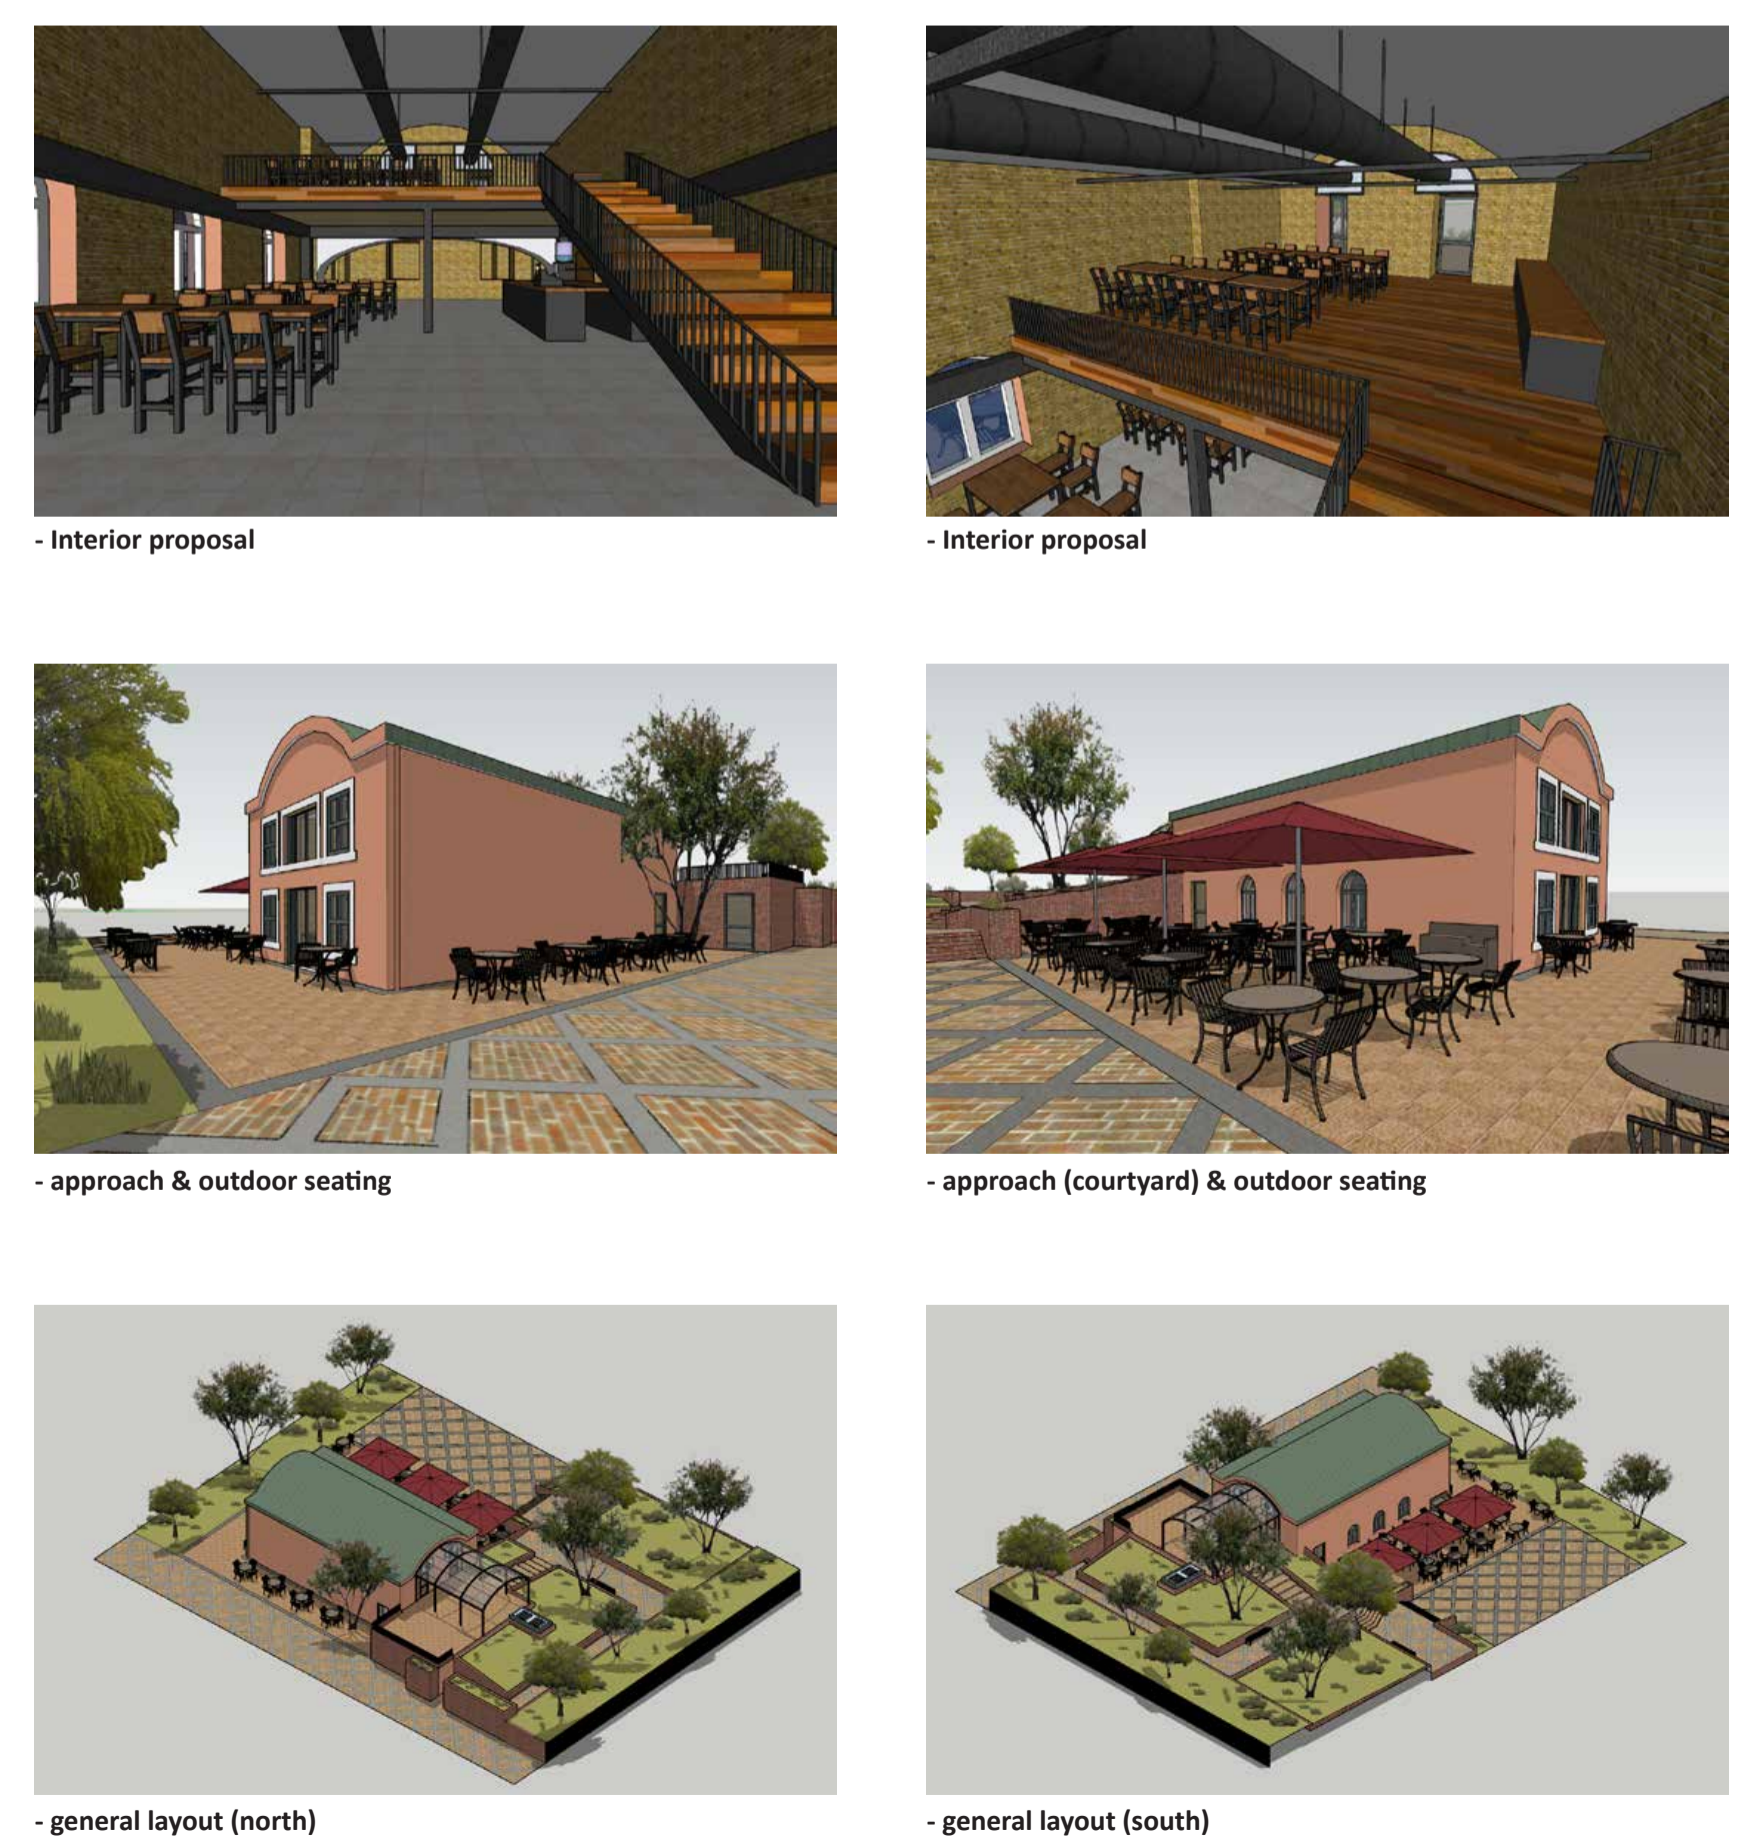 - Interior proposal
- Interior proposal
- approach & outdoor seating
- approach (courtyard) & outdoor seating
- general layout (north)
- general layout (south)